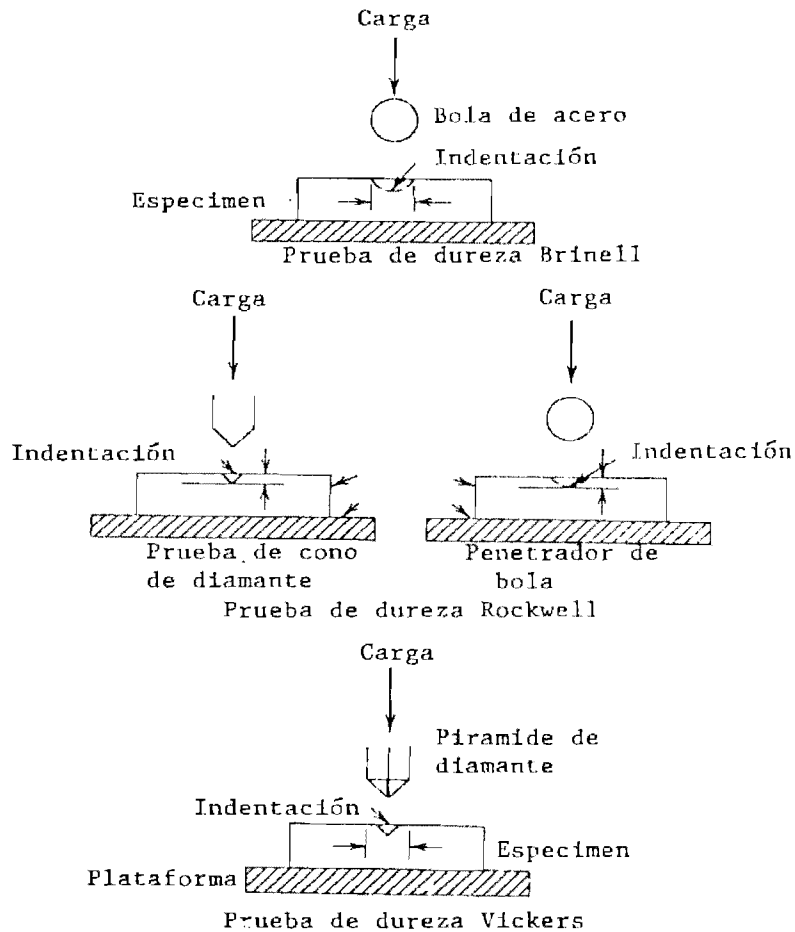 Carga
Bola de acero
Indentación
Especimen
Prueba de dureza Brinell
Carga
Carga
Indentación
Indentación
Prueba de cono
de diamante
Penetrador de
bola
Prueba de dureza Rockwell
Carga
Piramide de
diamante
Indentación
Especimen
Plataforma
Prueba de dureza Vickers